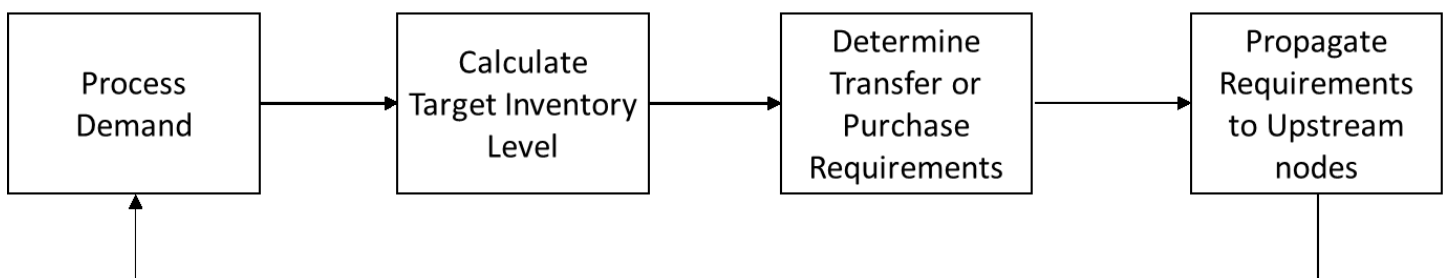 Process
Demand
Calculate
Target Inventory
Level
Determine
Transfer or
Purchase
Requirements
Propagate
Requirements
to Upstream
nodes